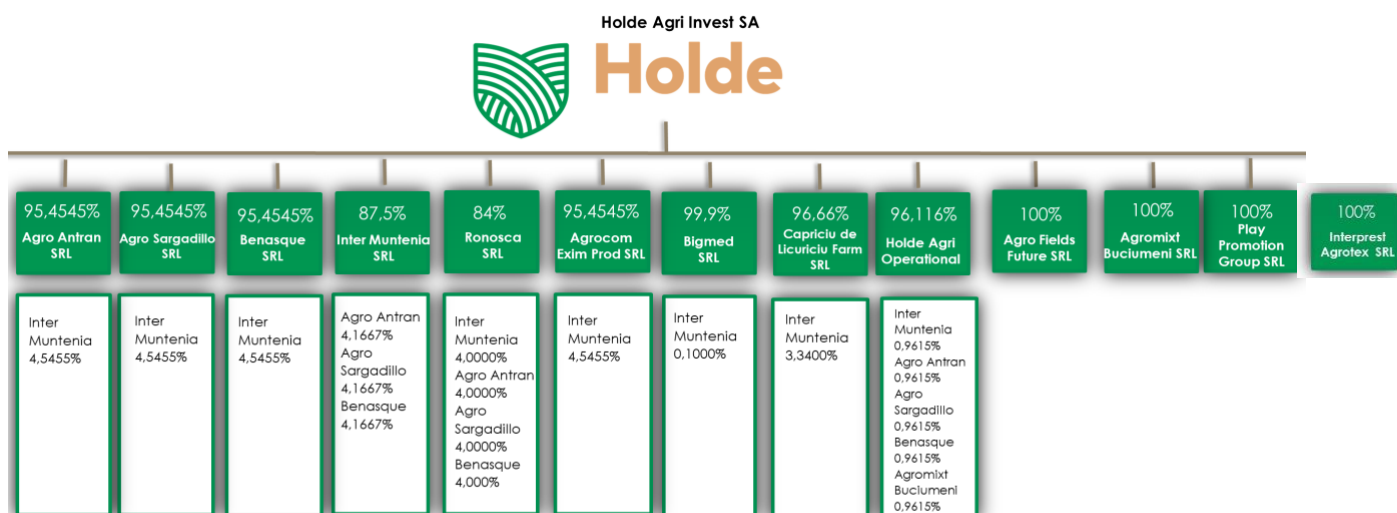 Holde Agri Invest SA
Holde
95,4545%
Agro Antran
SRL
95,4545%
Agro Sargadillo
SRL
95,4545%
Benasque
SRL
87,5%
Inter Muntenia
SRL
84%
Ronosca
SRL
95,4545%
Agrocom
Exim Prod SRL
99,9%
Bigmed
SRL
96,66%
Capriciu de
Licuriciu Farm
SRL
96,116%
Holde Agri
Operational
100%
Agro Fields
Future SRL
100%
Agromixt
Buciumeni SRL
100%
Play
Promotion
Group SRL
100%
Interprest
Agrotex SRL
Inter
Muntenia
4,5455%
Inter
Muntenia
4,5455%
Inter
Muntenia
4,5455%
Agro Antran
4,1667%
Agro
Sargadillo
4,1667%
Benasque
4,1667%
Inter
Muntenia
4,0000%
Agro Antran
4,0000%
Agro
Sargadillo
4,0000%
Benasque
4,000%
Inter
Muntenia
4,5455%
Inter
Muntenia
0,1000%
Inter
Muntenia
3,3400%
Inter
Muntenia
0,9615%
Agro Antran
0,9615%
Agro
Sargadillo
0,9615%
Benasque
0,9615%
Agromixt
Buciumeni
0,9615%